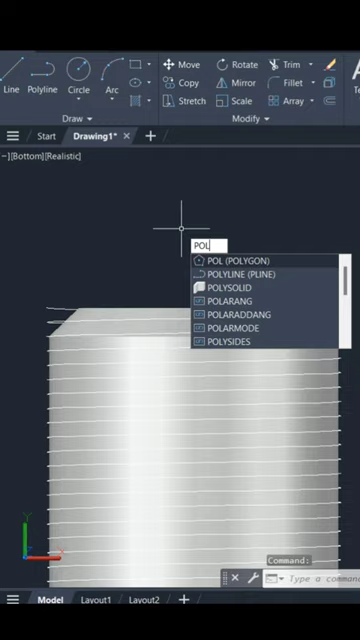 Line
Polyline
Circle
Arc
Move
Rotate
Trim
Copy
Mirror
Fillet
Stretch
Scale
Array
Draw
Modify
Start
Drawing1*
−][Bottom][Realistic]
POL
POL (POLYGON)
POLYLINE (PLINE)
POLYSOLID
POLARANG
POLARADDANG
POLARMODE
POLYSIDES
Y
X
Command:
Type a comman
Model
Layout1
Layout2